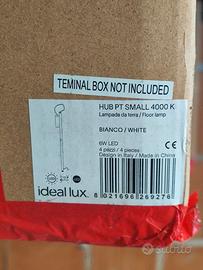 TEMINAL BOX NOT INCLUDED
HUB PT SMALL 4000 K
Lampada da terra / Floor lamp
BIANCO / WHITE
6W LED
4 pezzi / 4 pieces
Design in Italy / Made in China
ideal lux
8 021696 269276
subito